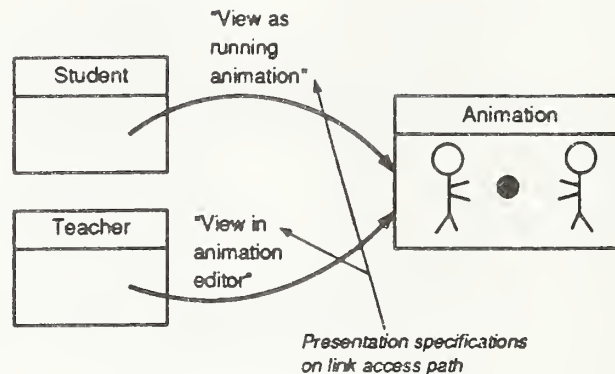 "View as
running
animation"
Student
Animation
Teacher
"View in
animation
editor"
Presentation specifications
on link access path